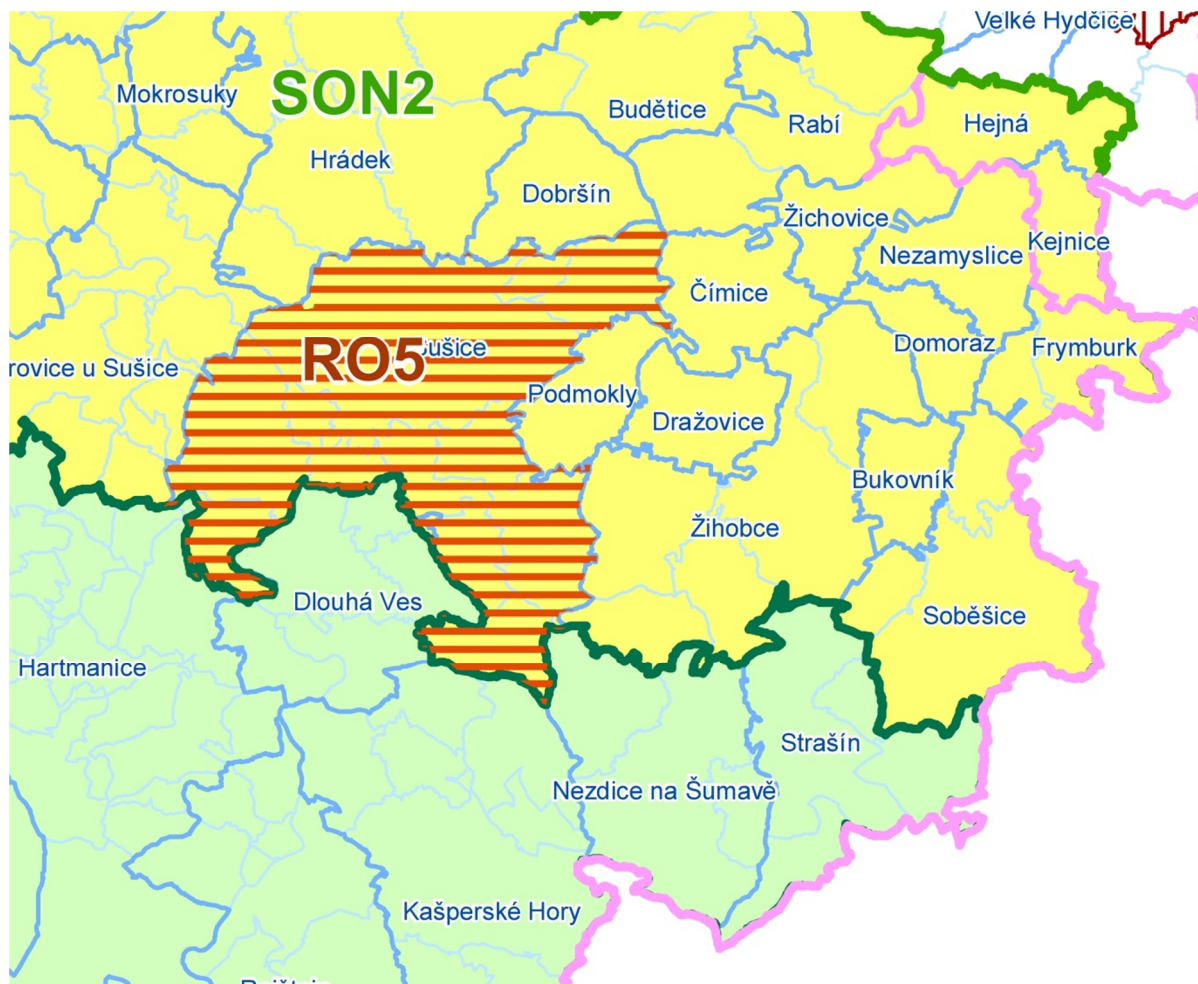 Velké Hydčice
Mokrosuky
SON2
Budětice
Rabí
Hejná
Hrádek
Dobršín
Žichovice
Nezamyslice
Kejnice
Čímice
rovice u Sušice
RO5
ušice
Domoraz
Frymburk
Podmokly
Dražovice
Bukovník
Žihobce
Dlouhá Ves
Soběšice
Hartmanice
Strašín
Nezdice na Šumavě
Kašperské Hory